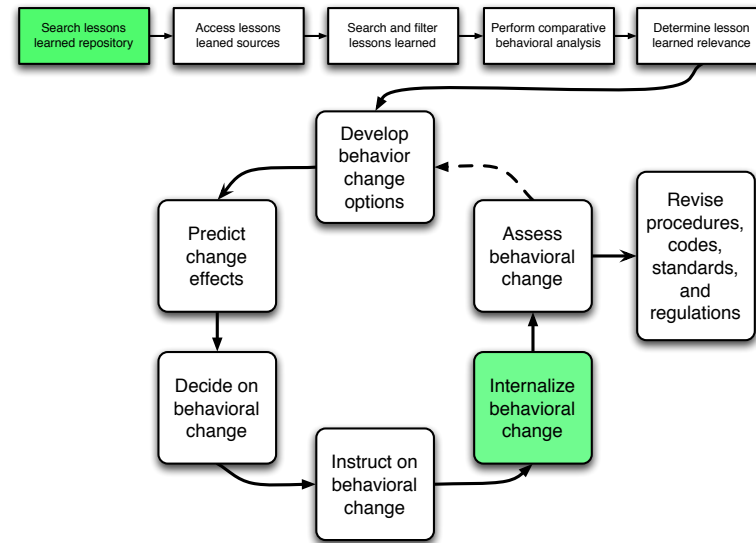 Search lessons
learned repository
Access lessons
leaned sources
Search and filter
lessons learned
Perform comparative
behavioral analysis
Determine lesson
learned relevance
Develop
behavior
change
options
Predict
change
effects
Assess
behavioral
change
Revise
procedures,
codes,
standards,
and
regulations
Decide on
behavioral
change
Internalize
behavioral
change
Instruct on
behavioral
change